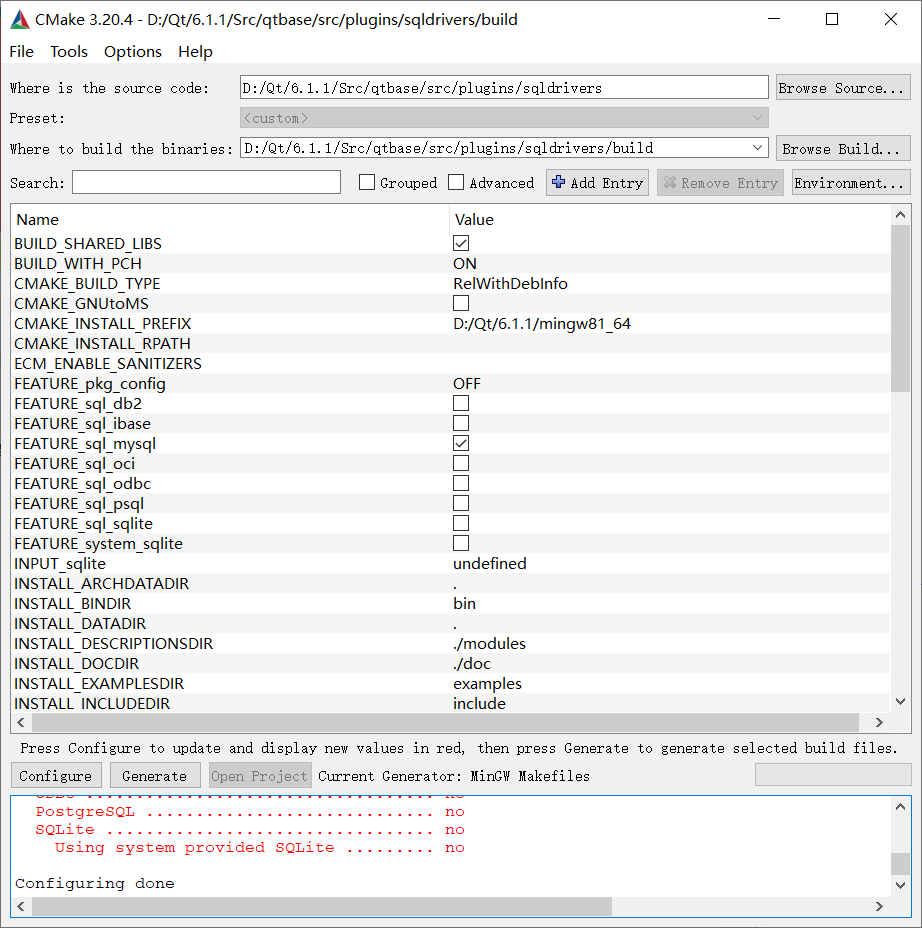 CMake 3.20.4 - D:/Qt/6.1.1/Src/qtbase/src/plugins/sqldrivers/build
File Tools Options Help
Where is the source code: D:/Qt/6.1.1/Src/qtbase/src/plugins/sqldrivers Browse Source...
Preset: <custom>
Where to build the binaries: D:/Qt/6.1.1/Src/qtbase/src/plugins/sqldrivers/build Browse Build...
Search: Grouped Advanced Add Entry Remove Entry Environment...
Name Value
BUILD_SHARED_LIBS
BUILD_WITH_PCH ON
CMAKE_BUILD_TYPE RelWithDebInfo
CMAKE_GNUtoMS
CMAKE_INSTALL_PREFIX D:/Qt/6.1.1/mingw81_64
CMAKE_INSTALL_RPATH
ECM_ENABLE_SANITIZERS
FEATURE_pkg_config OFF
FEATURE_sql_db2
FEATURE_sql_ibase
FEATURE_sql_mysql
FEATURE_sql_oci
FEATURE_sql_odbc
FEATURE_sql_psql
FEATURE_sql_sqlite
FEATURE_system_sqlite
INPUT_sqlite undefined
INSTALL_ARCHDATADIR .
INSTALL_BINDIR bin
INSTALL_DATADIR .
INSTALL_DESCRIPTIONSDIR ./modules
INSTALL_DOCDIR ./doc
INSTALL_EXAMPLESDIR examples
INSTALL_INCLUDEDIR include
Press Configure to update and display new values in red, then press Generate to generate selected build files.
Configure Generate Open Project Current Generator: MinGW Makefiles
PostgreSQL ............................. no
SQLite ................................. no
Using system provided SQLite ......... no
Configuring done